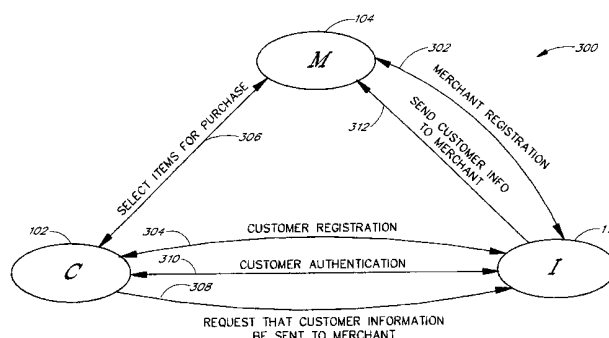 104
M
302
300
MERCHANT REGISTRATION
SELECT ITEMS FOR PURCHASE
306
312
SEND CUSTOMER INFO
TO MERCHANT
102
C
304
CUSTOMER REGISTRATION
310
CUSTOMER AUTHENTICATION
308
I
REQUEST THAT CUSTOMER INFORMATION
BE SENT TO MERCHANT